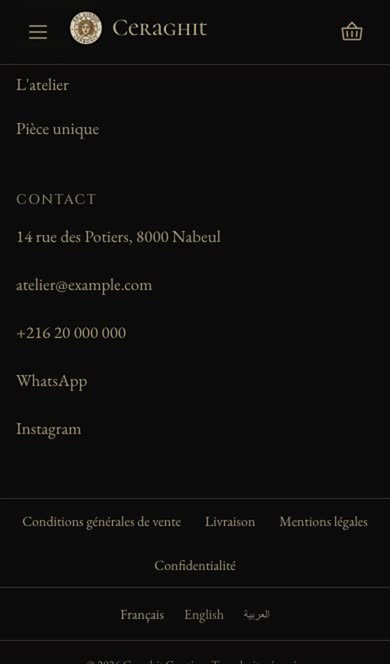 Ceraghit
L'atelier
Pièce unique
CONTACT
14 rue des Potiers, 8000 Nabeul
atelier@example.com
+216 20 000 000
WhatsApp
Instagram
Conditions générales de vente Livraison Mentions légales
Confidentialité
Français English العربية